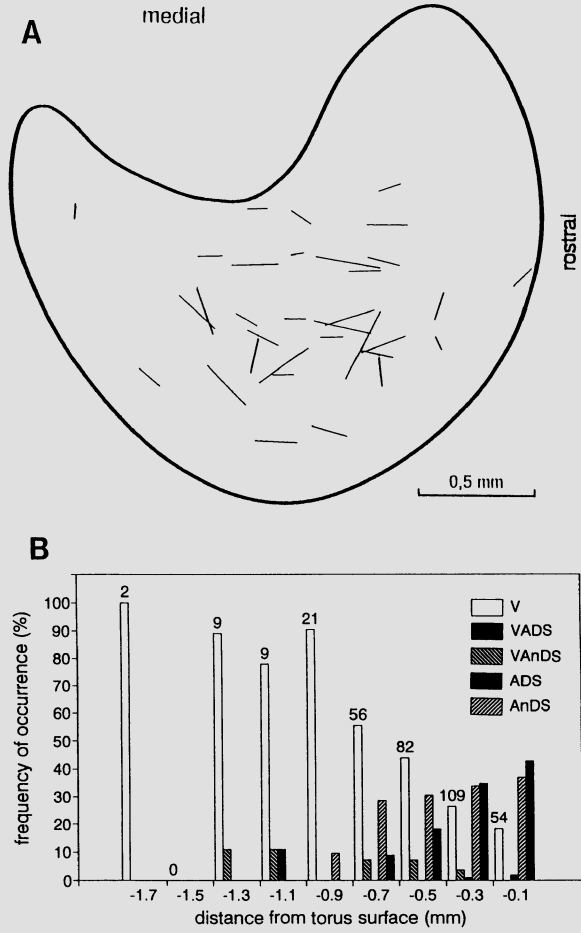 A
medial
rostral
0,5 mm
B
frequency of occurrence (%)
100
90
80
70
60
50
40
30
20
10
0
2
0
9
9
21
56
82
109
54
V
VADS
VAnDS
ADS
AnDS
-1.7 -1.5 -1.3 -1.1 -0.9 -0.7 -0.5 -0.3 -0.1
distance from torus surface (mm)